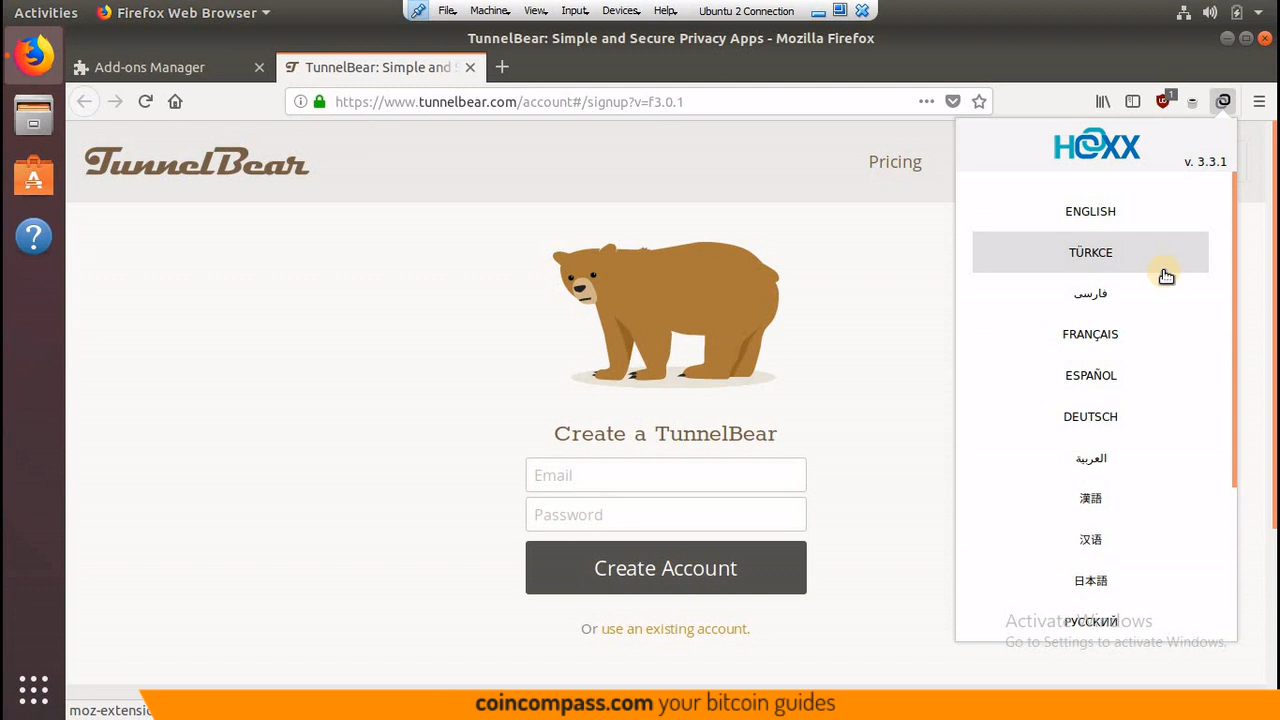 Activities Firefox Web Browser File Machine View Input Devices Help Ubuntu 2 Connection
TunnelBear: Simple and Secure Privacy Apps - Mozilla Firefox
Add-ons Manager TunnelBear: Simple and S
https://www.tunnelbear.com/account#/signup?v=f3.0.1 1
TunnelBear Pricing
HOXX
v. 3.3.1
ENGLISH
TÜRKCE
فارسی
FRANÇAIS
ESPAÑOL
DEUTSCH
العربية
漢語
汉语
日本語
РУССКИЙ
Create a TunnelBear
Email
Password
Create Account
Or use an existing account.
Activate Windows
Go to Settings to activate Windows.
moz-extensio
coincompass.com your bitcoin guides